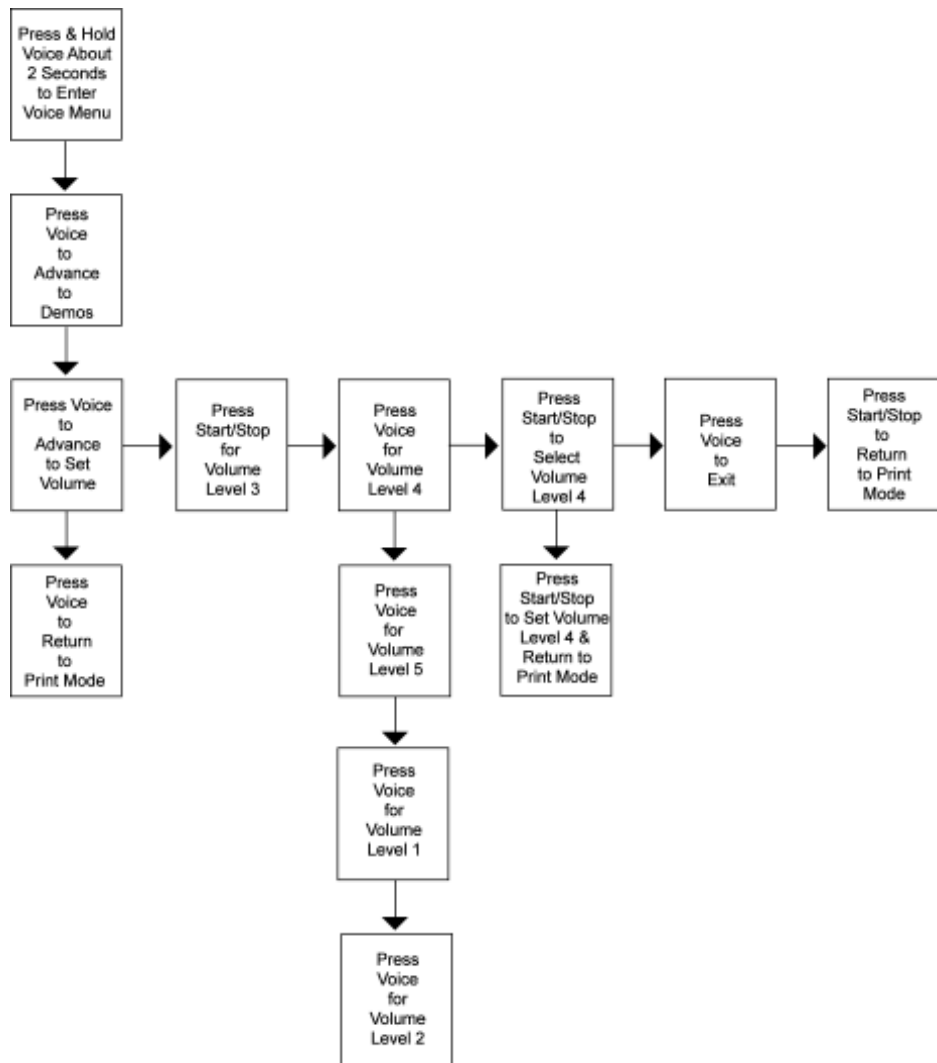 Press & Hold
Voice About
2 Seconds
to Enter
Voice Menu
Press
Voice
to
Advance
to
Demos
Press Voice
to
Advance
to Set
Volume
Press
Start/Stop
for
Volume
Level 3
Press
Voice
for
Volume
Level 4
Press
Start/Stop
to
Select
Volume
Level 4
Press
Voice
to
Exit
Press
Start/Stop
to
Return
to Print
Mode
Press
Voice
to
Return
to
Print Mode
Press
Voice
for
Volume
Level 5
Press
Start/Stop
to Set Volume
Level 4 &
Return to
Print Mode
Press
Voice
for
Volume
Level 1
Press
Voice
for
Volume
Level 2